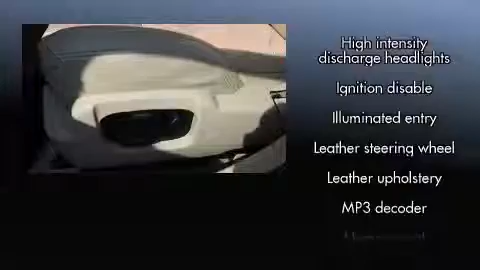 High intensity
discharge headlights
Ignition disable
Illuminated entry
Leather steering wheel
Leather upholstery
MP3 decoder